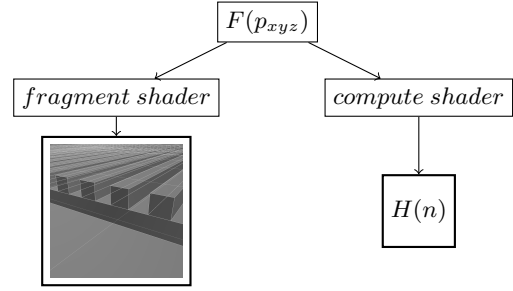 F(p_{xyz})
fragment shader
compute shader
H(n)